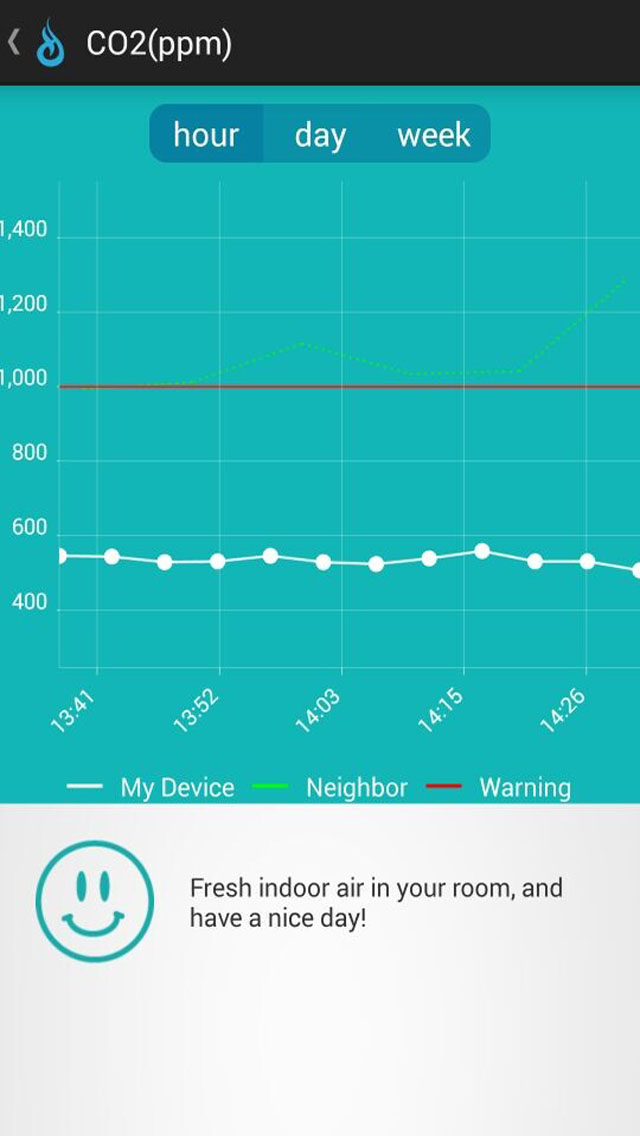 CO2(ppm)
hour day week
1,400
1,200
1,000
800
600
400
13:41 13:52 14:03 14:15 14:26
My Device Neighbor Warning
Fresh indoor air in your room, and
have a nice day!